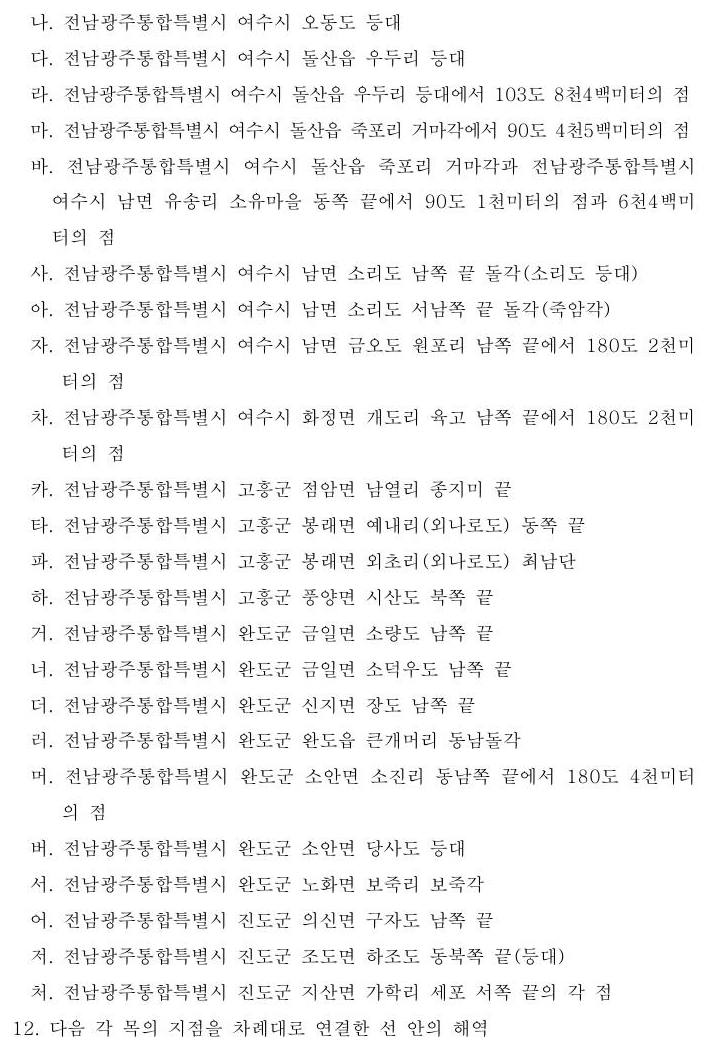 나. 전남광주통합특별시 여수시 오동도 등대
다. 전남광주통합특별시 여수시 돌산읍 우두리 등대
라. 전남광주통합특별시 여수시 돌산읍 우두리 등대에서 103도 8천4백미터의 점
마. 전남광주통합특별시 여수시 돌산읍 죽포리 거마각에서 90도 4천5백미터의 점
바. 전남광주통합특별시 여수시 돌산읍 죽포리 거마각과 전남광주통합특별시
여수시 남면 유송리 소유마을 동쪽 끝에서 90도 1천미터의 점과 6천4백미
터의 점
사. 전남광주통합특별시 여수시 남면 소리도 남쪽 끝 돌각(소리도 등대)
아. 전남광주통합특별시 여수시 남면 소리도 서남쪽 끝 돌각(죽암각)
자. 전남광주통합특별시 여수시 남면 금오도 원포리 남쪽 끝에서 180도 2천미
터의 점
차. 전남광주통합특별시 여수시 화정면 개도리 육고 남쪽 끝에서 180도 2천미
터의 점
카. 전남광주통합특별시 고흥군 점암면 남열리 종지미 끝
타. 전남광주통합특별시 고흥군 봉래면 예내리(외나로도) 동쪽 끝
파. 전남광주통합특별시 고흥군 봉래면 외초리(외나로도) 최남단
하. 전남광주통합특별시 고흥군 풍양면 시산도 북쪽 끝
거. 전남광주통합특별시 완도군 금일면 소량도 남쪽 끝
너. 전남광주통합특별시 완도군 금일면 소덕우도 남쪽 끝
더. 전남광주통합특별시 완도군 신지면 장도 남쪽 끝
러. 전남광주통합특별시 완도군 완도읍 큰개머리 동남돌각
머. 전남광주통합특별시 완도군 소안면 소진리 동남쪽 끝에서 180도 4천미터
의 점
버. 전남광주통합특별시 완도군 소안면 당사도 등대
서. 전남광주통합특별시 완도군 노화면 보죽리 보죽각
어. 전남광주통합특별시 진도군 의신면 구자도 남쪽 끝
저. 전남광주통합특별시 진도군 조도면 하조도 동북쪽 끝(등대)
처. 전남광주통합특별시 진도군 지산면 가학리 세포 서쪽 끝의 각 점
12. 다음 각 목의 지점을 차례대로 연결한 선 안의 해역